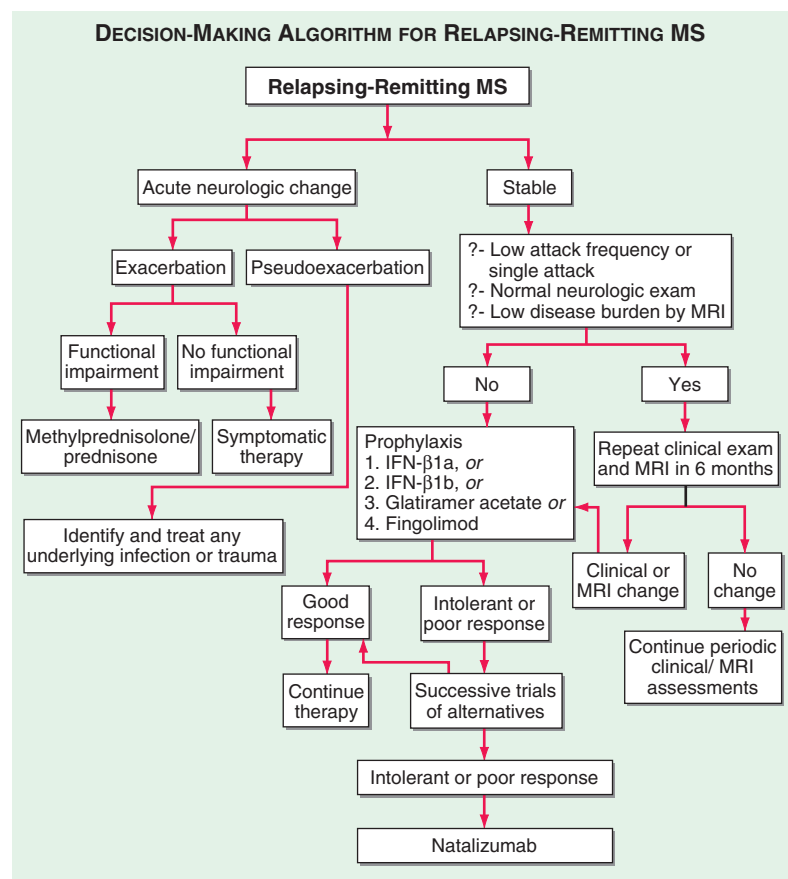 DECISION-MAKING ALGORITHM FOR RELAPSING-REMITTING MS
Relapsing-Remitting MS
Acute neurologic change
Stable
Exacerbation
Pseudoexacerbation
?- Low attack frequency or
single attack
?- Normal neurologic exam
?- Low disease burden by MRI
Functional
impairment
No functional
impairment
No
Yes
Methylprednisolone/
prednisone
Symptomatic
therapy
Prophylaxis
1. IFN-β1a, or
2. IFN-β1b, or
3. Glatiramer acetate or
4. Fingolimod
Repeat clinical exam
and MRI in 6 months
Identify and treat any
underlying infection or trauma
Clinical or
MRI change
No
change
Good
response
Intolerant or
poor response
Continue periodic
clinical/ MRI
assessments
Continue
therapy
Successive trials
of alternatives
Intolerant or poor response
Natalizumab